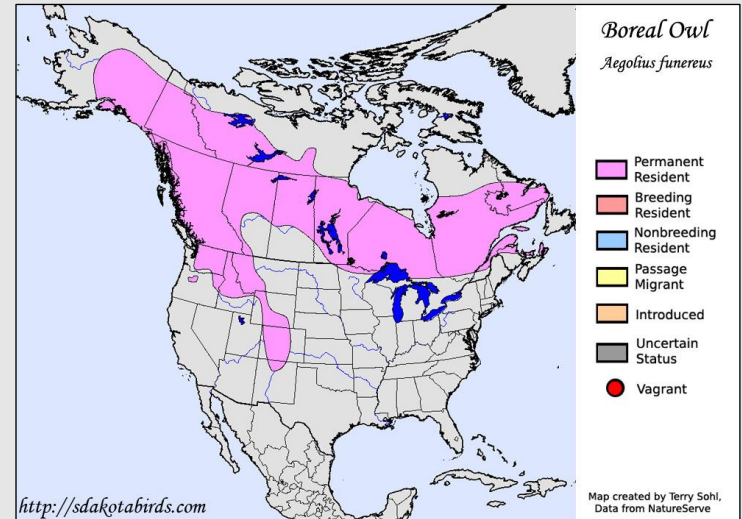 Boreal Owl
Aegolius funereus
Permanent
Resident
Breeding
Resident
Nonbreeding
Resident
Passage
Migrant
Introduced
Uncertain
Status
Vagrant
Map created by Terry Sohl,
Data from NatureServe
http://sdakotabirds.com